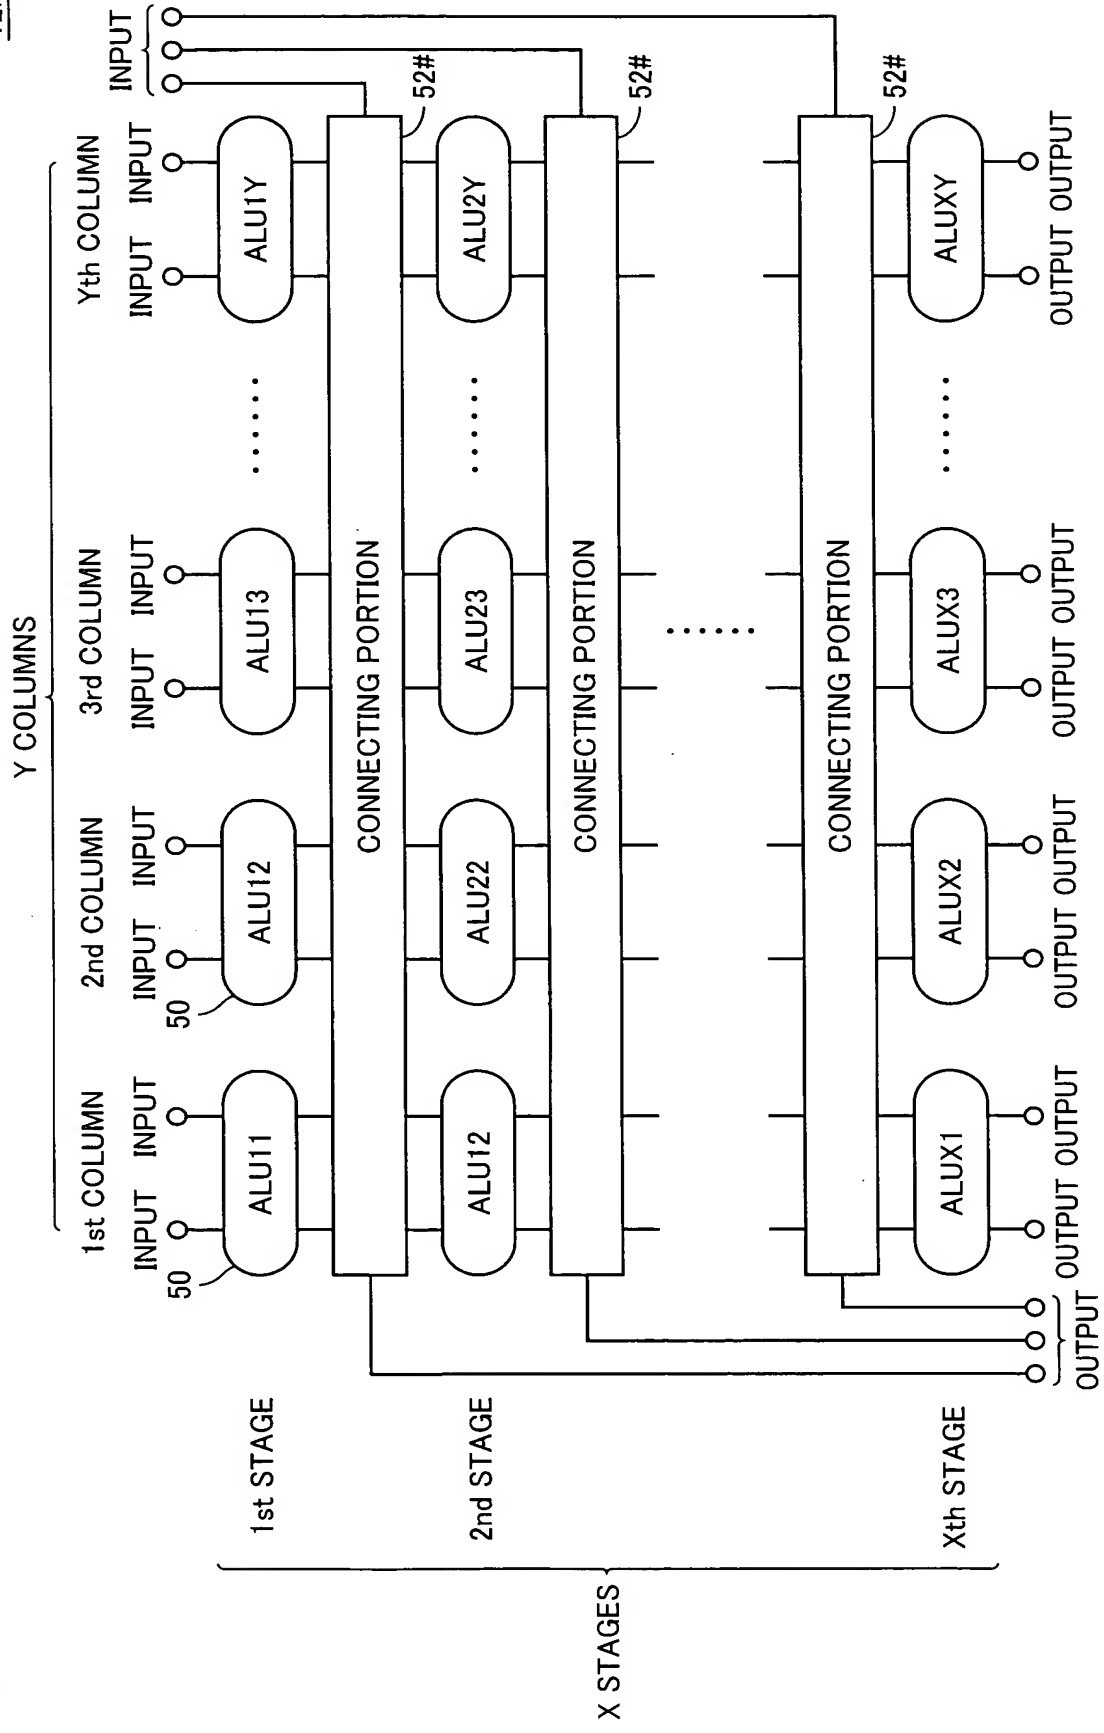 Y COLUMNS
1st COLUMN 2nd COLUMN 3rd COLUMN Yth COLUMN
INPUT INPUT INPUT INPUT INPUT INPUT INPUT INPUT INPUT
50 50
1st STAGE ALU11 ALU12 ALU13 ...... ALU1Y
CONNECTING PORTION
52#
2nd STAGE ALU12 ALU22 ALU23 ...... ALU2Y
CONNECTING PORTION
52#
X STAGES
......
CONNECTING PORTION
52#
Xth STAGE ALUX1 ALUX2 ALUX3 ...... ALUXY
OUTPUT OUTPUT OUTPUT OUTPUT OUTPUT OUTPUT OUTPUT OUTPUT
OUTPUT